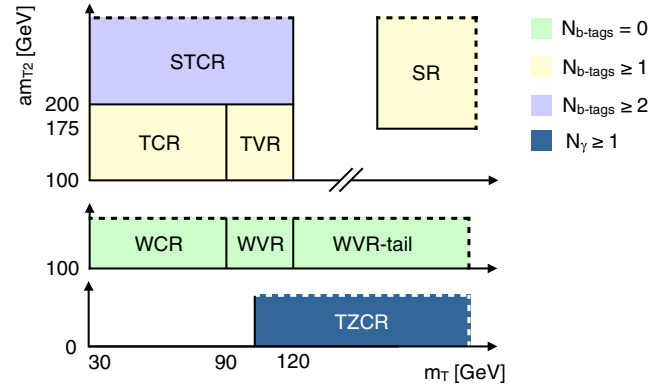 am_T2 [GeV]
STCR
SR
N_b-tags = 0
N_b-tags ≥ 1
N_b-tags ≥ 2
N_γ ≥ 1
200
175
TCR
TVR
100
WCR
WVR
WVR-tail
100
TZCR
0
30
90
120
m_T [GeV]